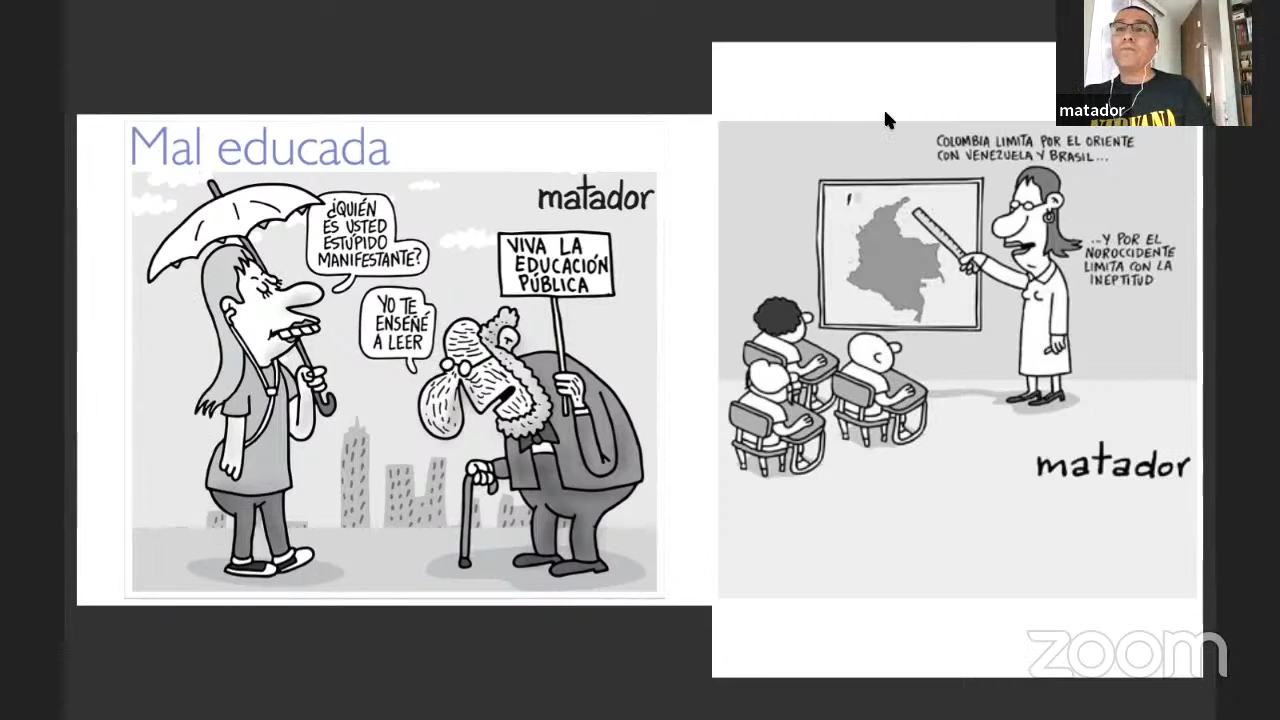 matador
NIRVANA
Mal educada
matador
¿QUIÉN
ES USTED
ESTÚPIDO
MANIFESTANTE?
VIVA LA
EDUCACIÓN
PÚBLICA
YO TE
ENSEÑÉ
A LEER
COLOMBIA LIMITA POR EL ORIENTE
CON VENEZUELA Y BRASIL...
...Y POR EL
NOROCCIDENTE
LIMITA CON LA
INEPTITUD
matador
zoom